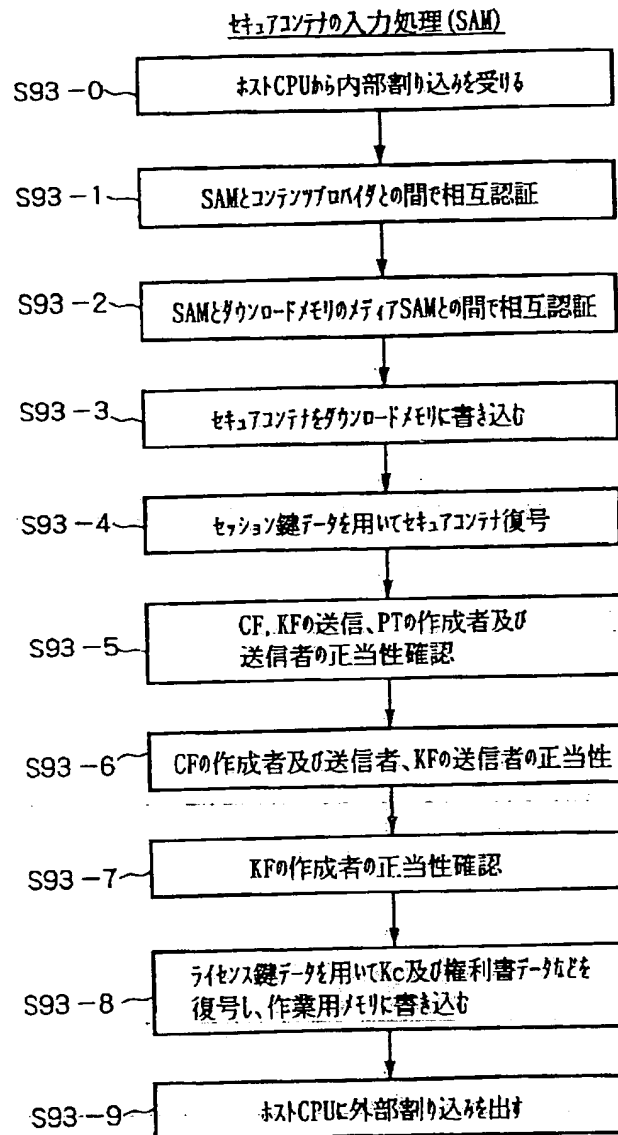 セキュアコンテナの入力処理(SAM)
S93-0 ホストCPUから内部割り込みを受ける
S93-1 SAMとコンテンツプロバイダとの間で相互認証
S93-2 SAMとダウンロードメモリのメディアSAMとの間で相互認証
S93-3 セキュアコンテナをダウンロードメモリに書き込む
S93-4 セッション鍵データを用いてセキュアコンテナ復号
CF, KFの送信、PTの作成者及び
S93-5 送信者の正当性確認
S93-6 CFの作成者及び送信者、KFの送信者の正当性
S93-7 KFの作成者の正当性確認
ライセンス鍵データを用いてKc及び権利書データなどを
S93-8 復号し、作業用メモリに書き込む
S93-9 ホストCPUに外部割り込みを出す